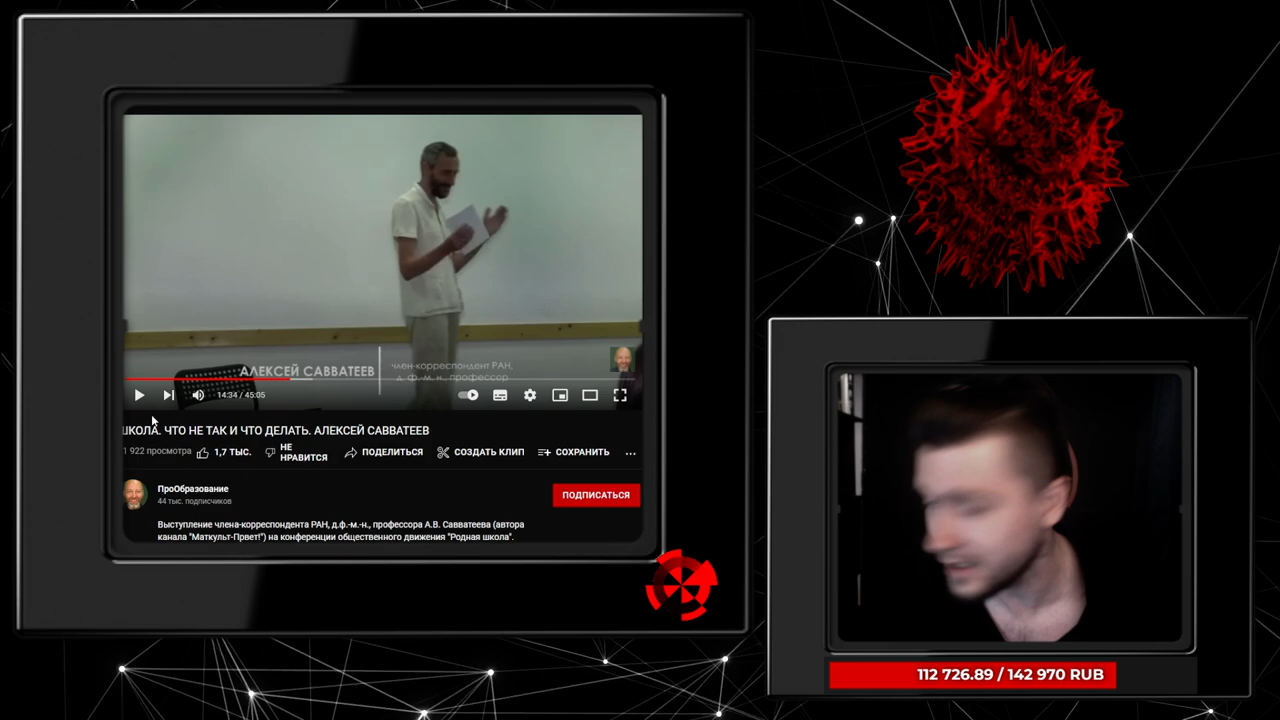 АЛЕКСЕЙ САВВАТЕЕВ
член-корреспондент РАН,
д. ф.-м. н., профессор
14:34 / 45:05
ШКОЛА. ЧТО НЕ ТАК И ЧТО ДЕЛАТЬ. АЛЕКСЕЙ САВВАТЕЕВ
1 922 просмотра
1,7 ТЫС.
НЕ
НРАВИТСЯ
ПОДЕЛИТЬСЯ
СОЗДАТЬ КЛИП
СОХРАНИТЬ
ПроОбразование
44 тыс. подписчиков
ПОДПИСАТЬСЯ
Выступление члена-корреспондента РАН, д.ф.-м.-н., профессора А.В. Савватеева (автора
канала "Маткульт-Првет!") на конференции общественного движения "Родная школа".
112 726.89 / 142 970 RUB